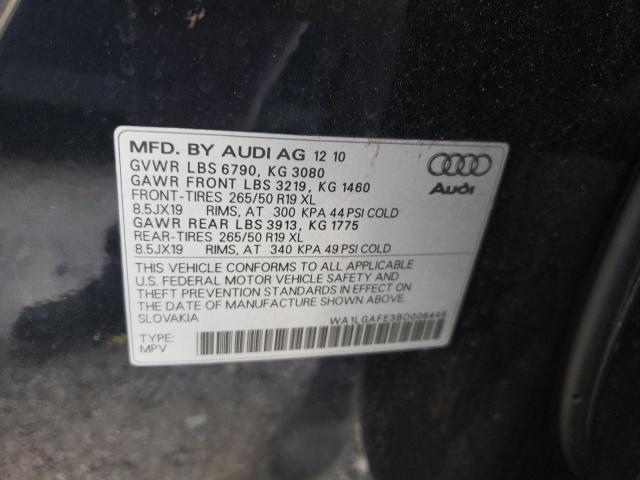 MFD. BY AUDI AG 12 10
GVWR LBS 6790, KG 3080
GAWR FRONT LBS 3219, KG 1460
FRONT-TIRES 265/50 R19 XL
8.5JX19 RIMS, AT 300 KPA 44 PSI COLD
GAWR REAR LBS 3913, KG 1775
REAR-TIRES 265/50 R19 XL
8.5JX19 RIMS, AT 340 KPA 49 PSI COLD
Audi
THIS VEHICLE CONFORMS TO ALL APPLICABLE
U.S. FEDERAL MOTOR VEHICLE SAFETY, BUMPER, AND
THEFT PREVENTION STANDARDS IN EFFECT ON
THE DATE OF MANUFACTURE SHOWN ABOVE.
SLOVAKIA
WA1LGAFE3BD006446
TYPE:
MPV